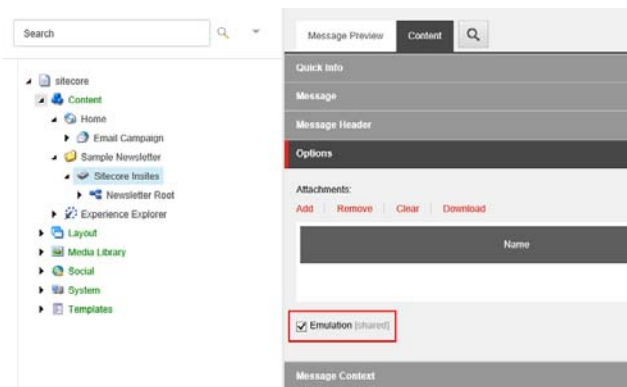 Search
sitecore
Content
Home
Email Campaign
Sample Newsletter
Sitecore Insites
Newsletter Root
Experience Explorer
Layout
Media Library
Social
System
Templates
Message Preview Content
Quick Info
Message
Message Header
Options
Attachments:
Add Remove Clear Download
Name
Emulation [shared]
Message Context